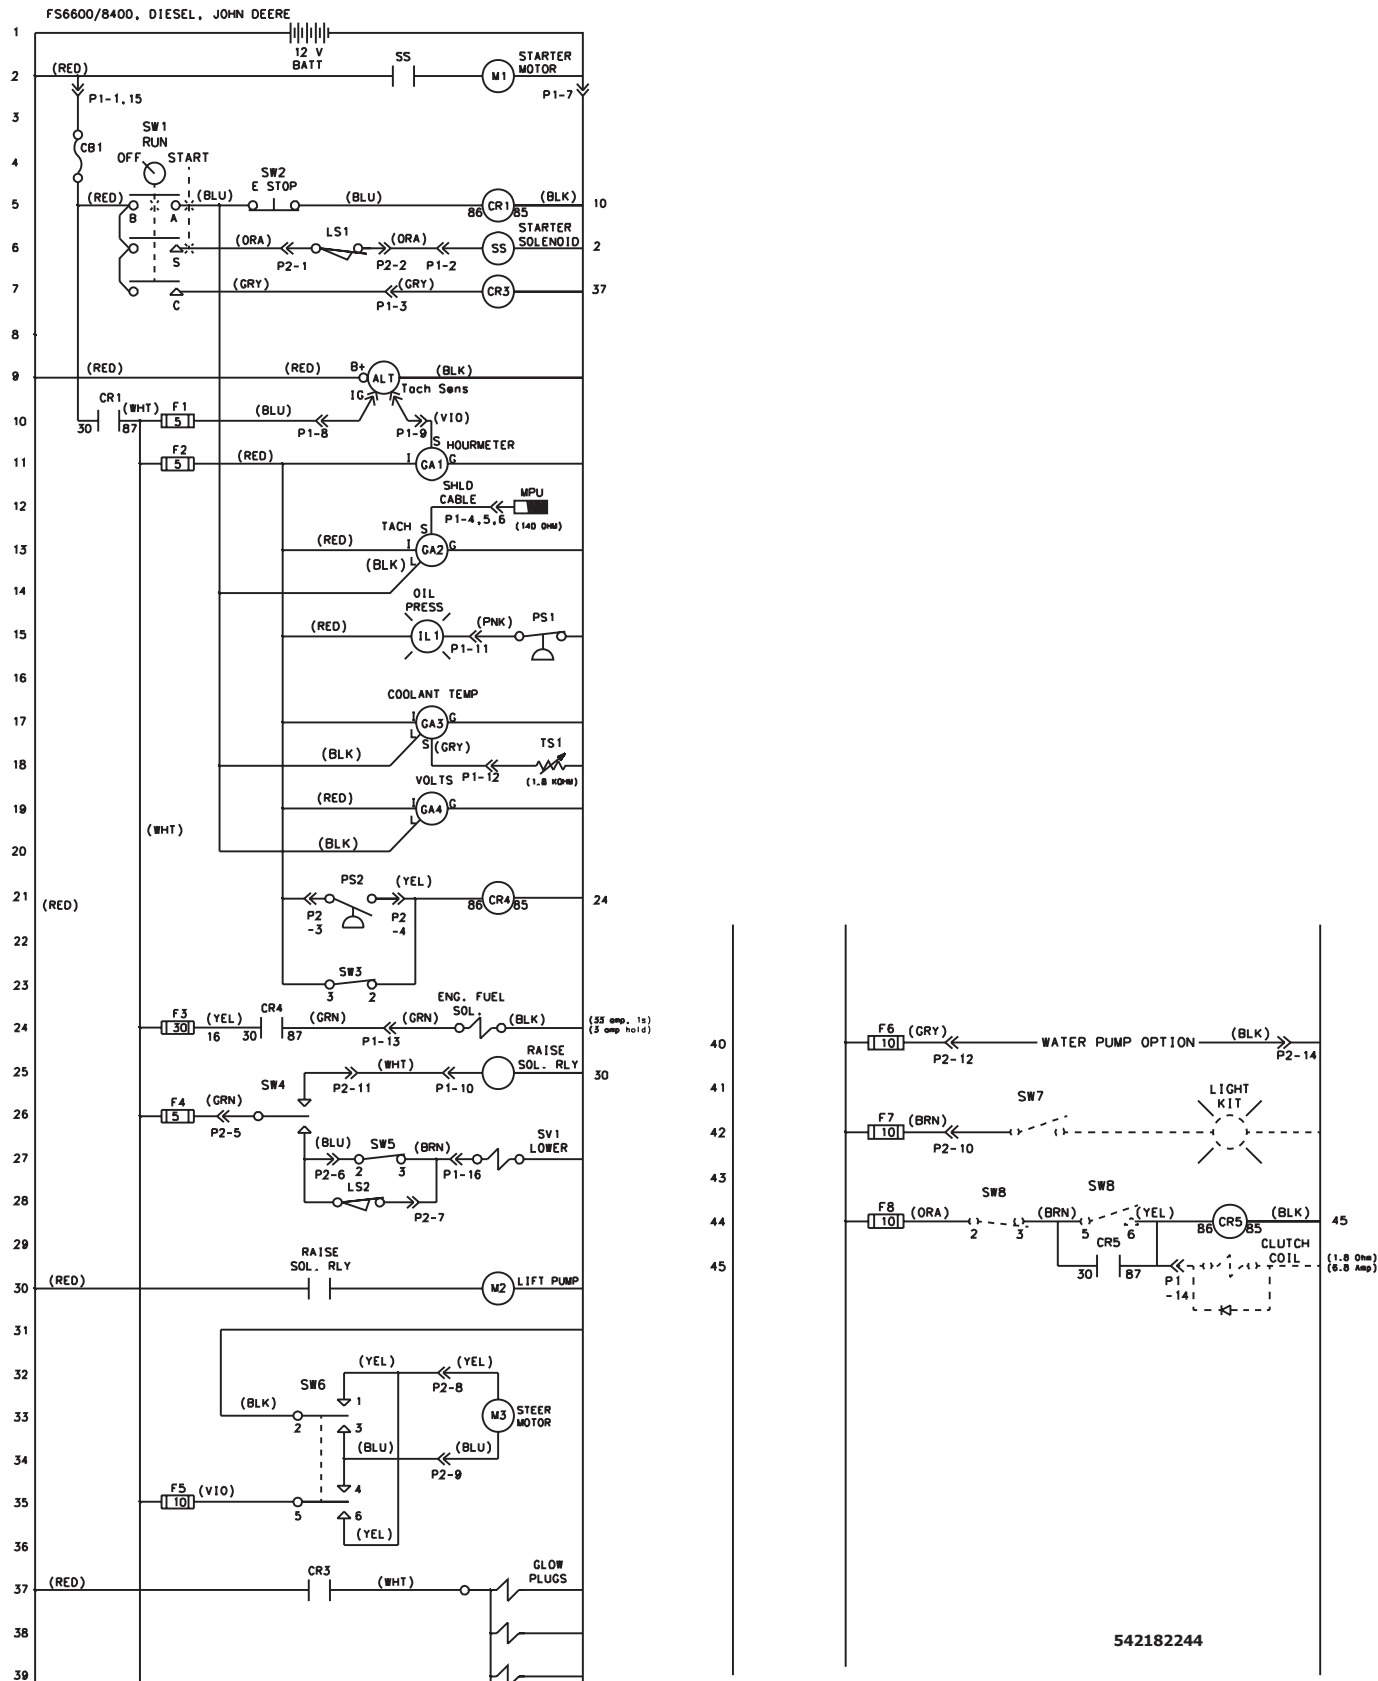 FS6600/8400, DIESEL, JOHN DEERE
1
12 V
BATT
SS
STARTER
MOTOR
2
(RED)
M1
P1-1,15
P1-7
3
SW1
RUN
CB1
4
OFF
START
SW2
E STOP
5
(RED)
B
A
(BLU)
(BLU)
86
CR1
85
(BLK)
10
6
S
(ORA)
LS1
P2-1
(ORA)
P2-2
P1-2
SS
STARTER
SOLENOID
2
7
C
(GRY)
(GRY)
P1-3
CR3
37
8
9
(RED)
(RED)
B+
ALT
(BLK)
IG
Tach Sens
10
CR1
30
87
(WHT)
F1
5
(BLU)
P1-8
P1-9
(VIO)
11
F2
5
(RED)
S
HOURMETER
I
GA1
G
12
SHLD
CABLE
MPU
P1-4,5,6
(140 OHM)
13
(RED)
TACH
S
I
GA2
G
L
(BLK)
14
OIL
PRESS
15
(RED)
IL1
(PNK)
P1-11
PS1
16
COOLANT TEMP
17
I
GA3
G
L
S
(GRY)
18
(BLK)
P1-12
TS1
(1.8 KOHM)
VOLTS
19
(RED)
I
GA4
G
L
20
(BLK)
(WHT)
21
(RED)
PS2
(YEL)
P2
-3
P2
-4
86
CR4
85
24
22
23
SW3
3
2
24
F3
30
(YEL)
16
CR4
30
87
(GRN)
(GRN)
P1-13
ENG. FUEL
SOL.
(BLK)
(33 amp, 1s)
(3 amp hold)
25
SW4
(WHT)
P2-11
P1-10
RAISE
SOL. RLY
30
26
F4
5
(GRN)
P2-5
27
(BLU)
P2-6
SW5
2
3
(BRN)
P1-16
SV1
LOWER
28
LS2
P2-7
29
RAISE
SOL. RLY
30
(RED)
M2
LIFT PUMP
31
32
(YEL)
(YEL)
P2-8
33
SW6
(BLK)
2
1
3
M3
STEER
MOTOR
34
(BLU)
(BLU)
P2-9
35
F5
10
(VIO)
5
4
6
36
(YEL)
37
(RED)
CR3
(WHT)
GLOW
PLUGS
38
39
40
F6
10
(GRY)
P2-12
WATER PUMP OPTION
(BLK)
P2-14
41
LIGHT
KIT
42
F7
10
(BRN)
P2-10
SW7
43
44
F8
10
(ORA)
SW8
2
3
(BRN)
SW8
5
6
(YEL)
86
CR5
85
(BLK)
45
45
CR5
30
87
P1
-14
CLUTCH
COIL
(1.8 Ohm)
(6.8 Amp)
542182244